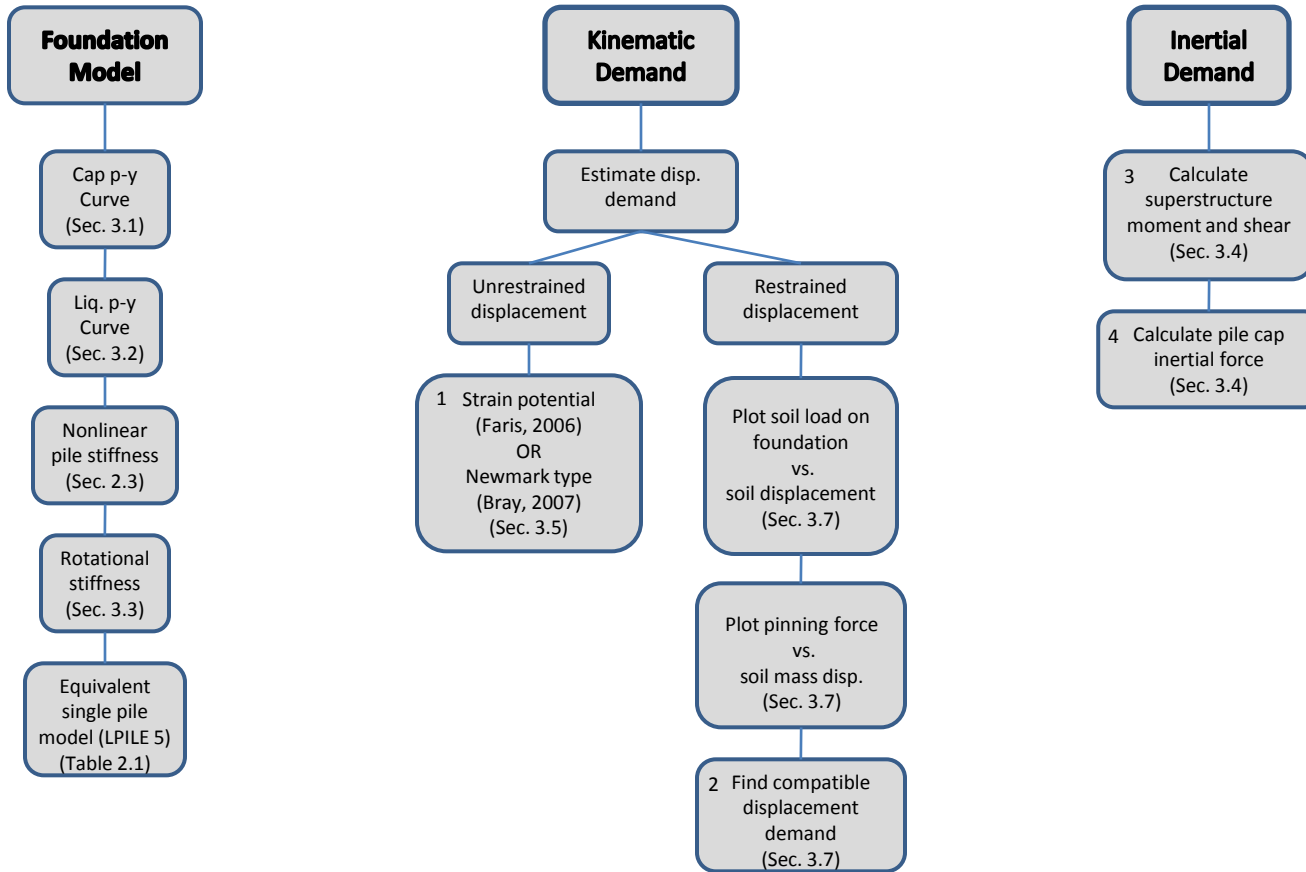 Foundation
Model
Cap p-y
Curve
(Sec. 3.1)
Liq. p-y
Curve
(Sec. 3.2)
Nonlinear
pile stiffness
(Sec. 2.3)
Rotational
stiffness
(Sec. 3.3)
Equivalent
single pile
model (LPILE 5)
(Table 2.1)
Kinematic
Demand
Estimate disp.
demand
Unrestrained
displacement
1 Strain potential
(Faris, 2006)
OR
Newmark type
(Bray, 2007)
(Sec. 3.5)
Restrained
displacement
Plot soil load on
foundation
vs.
soil displacement
(Sec. 3.7)
Plot pinning force
vs.
soil mass disp.
(Sec. 3.7)
2 Find compatible
displacement
demand
(Sec. 3.7)
Inertial
Demand
3 Calculate
superstructure
moment and shear
(Sec. 3.4)
4 Calculate pile cap
inertial force
(Sec. 3.4)